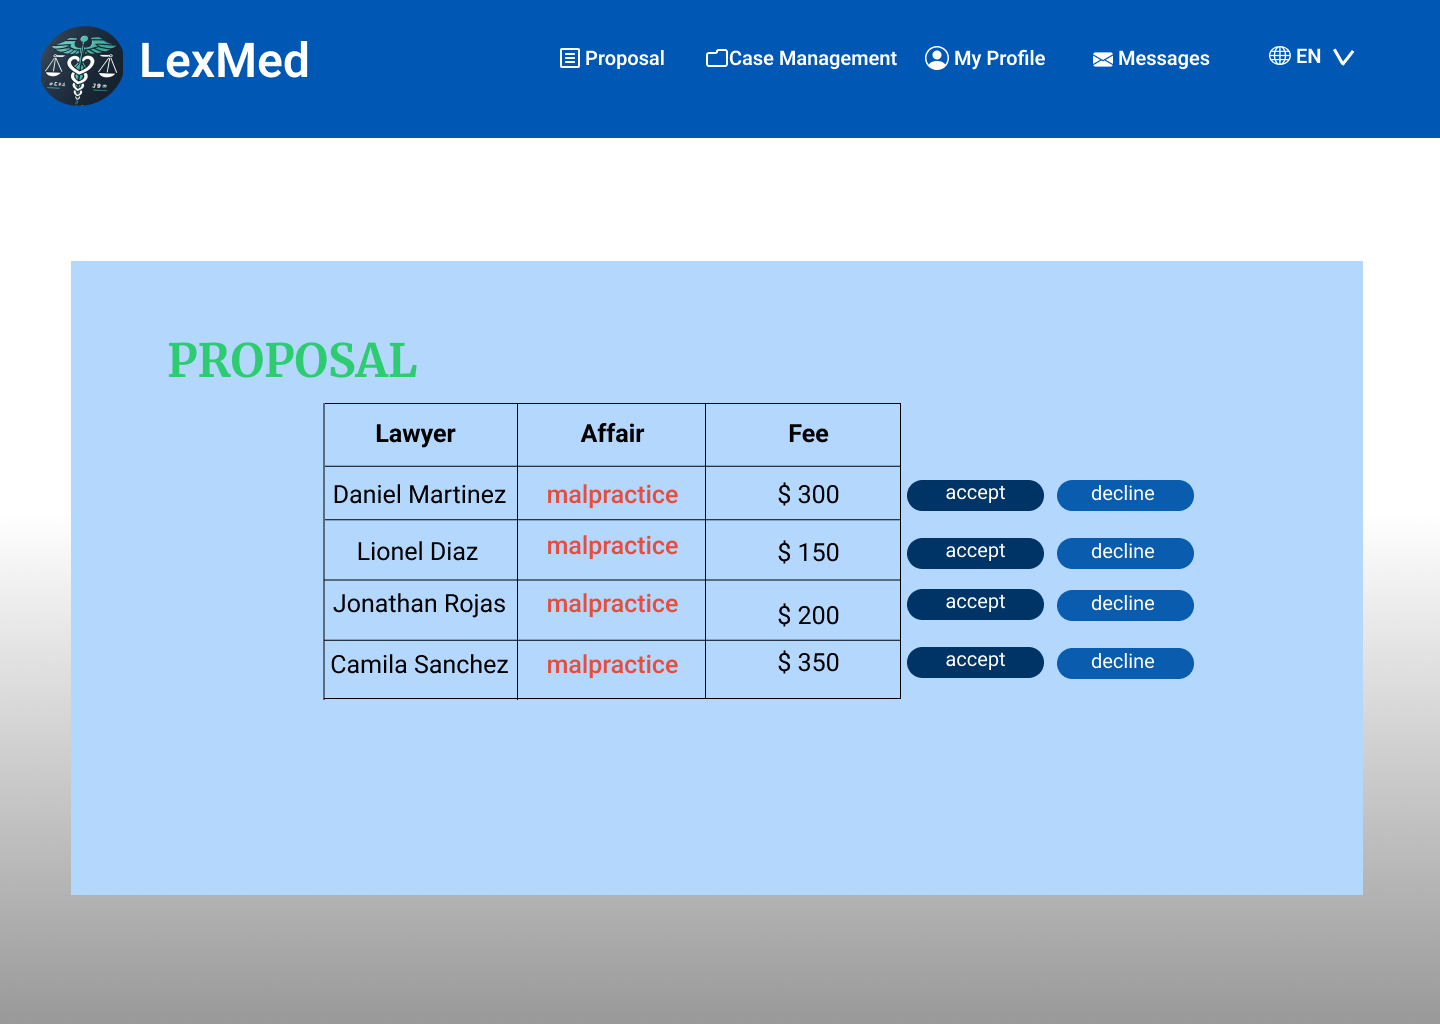 LexMed
Proposal
Case Management
My Profile
Messages
EN
PROPOSAL
Lawyer Affair Fee
Daniel Martinez malpractice $ 300 accept decline
Lionel Diaz malpractice $ 150 accept decline
Jonathan Rojas malpractice $ 200 accept decline
Camila Sanchez malpractice $ 350 accept decline